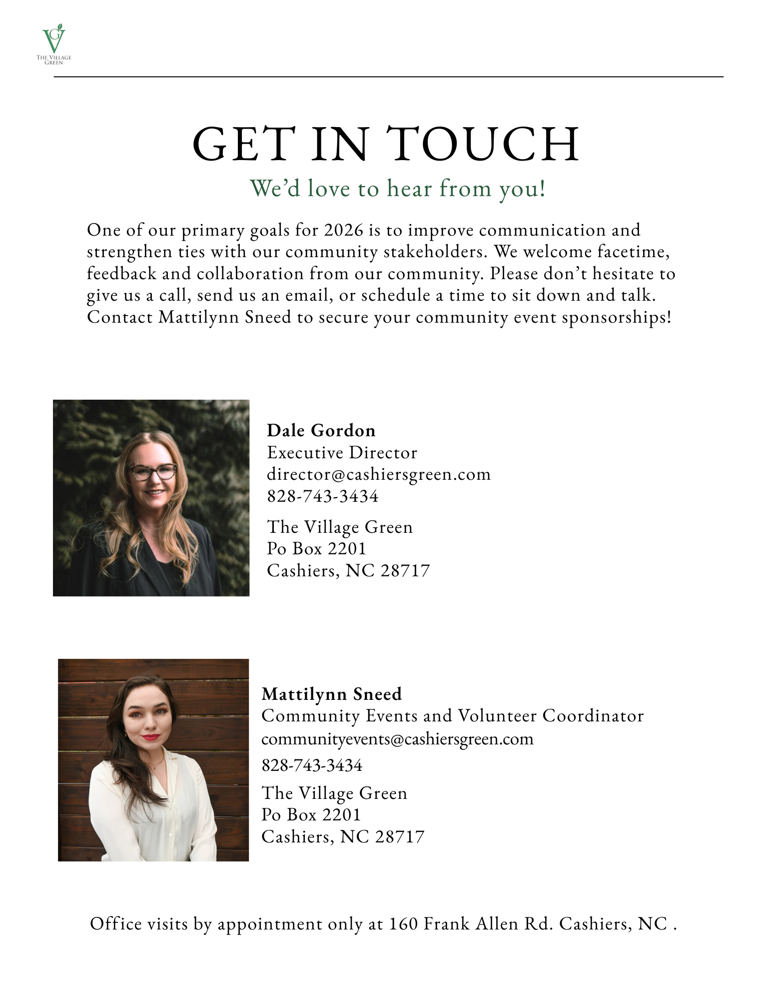 THE VILLAGE
GREEN
GET IN TOUCH
We’d love to hear from you!
One of our primary goals for 2026 is to improve communication and
strengthen ties with our community stakeholders. We welcome facetime,
feedback and collaboration from our community. Please don’t hesitate to
give us a call, send us an email, or schedule a time to sit down and talk.
Contact Mattilynn Sneed to secure your community event sponsorships!
Dale Gordon
Executive Director
director@cashiersgreen.com
828-743-3434
The Village Green
Po Box 2201
Cashiers, NC 28717
Mattilynn Sneed
Community Events and Volunteer Coordinator
communityevents@cashiersgreen.com
828-743-3434
The Village Green
Po Box 2201
Cashiers, NC 28717
Office visits by appointment only at 160 Frank Allen Rd. Cashiers, NC .